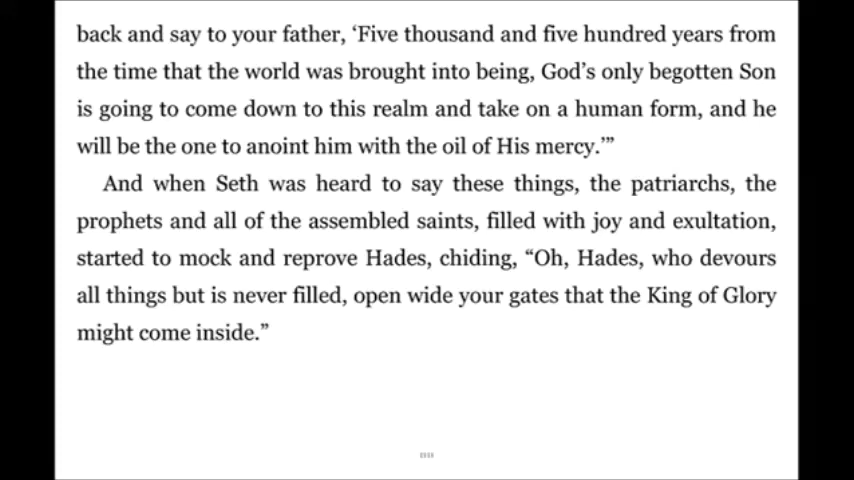 back and say to your father, ‘Five thousand and five hundred years from
the time that the world was brought into being, God’s only begotten Son
is going to come down to this realm and take on a human form, and he
will be the one to anoint him with the oil of His mercy.’”
And when Seth was heard to say these things, the patriarchs, the
prophets and all of the assembled saints, filled with joy and exultation,
started to mock and reprove Hades, chiding, “Oh, Hades, who devours
all things but is never filled, open wide your gates that the King of Glory
might come inside.”